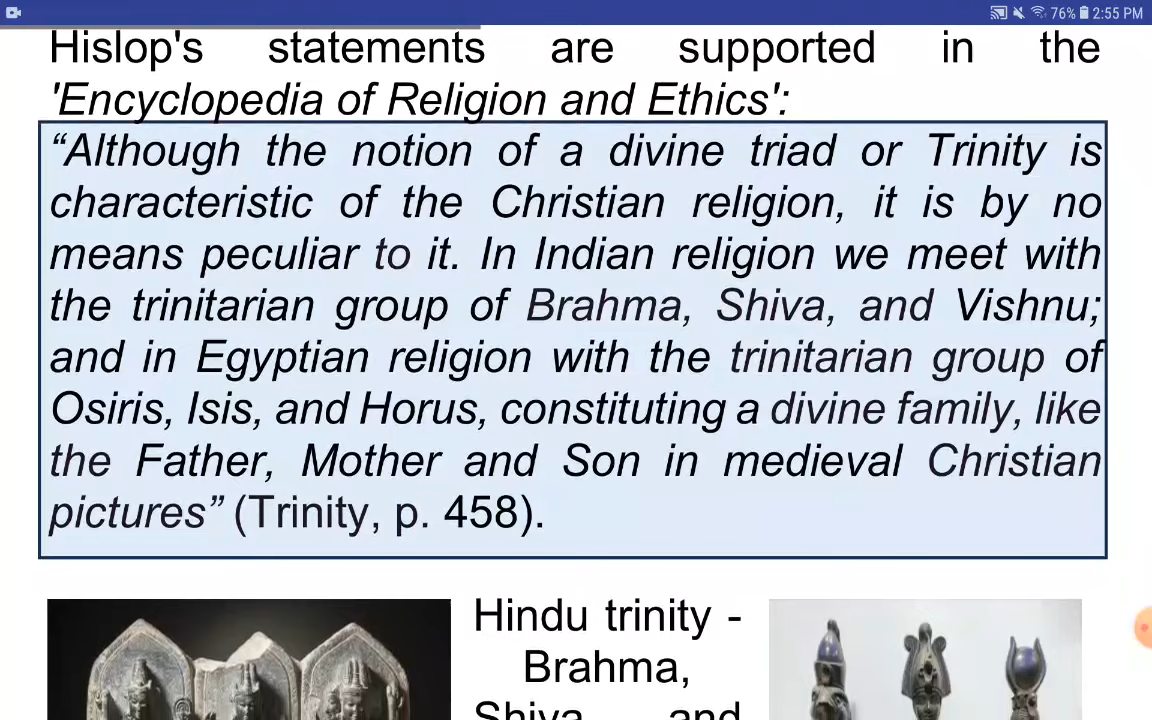 76% 2:55 PM
Hislop's statements are supported in the
'Encyclopedia of Religion and Ethics':
“Although the notion of a divine triad or Trinity is
characteristic of the Christian religion, it is by no
means peculiar to it. In Indian religion we meet with
the trinitarian group of Brahma, Shiva, and Vishnu;
and in Egyptian religion with the trinitarian group of
Osiris, Isis, and Horus, constituting a divine family, like
the Father, Mother and Son in medieval Christian
pictures” (Trinity, p. 458).
Hindu trinity -
Brahma,
Shiva and